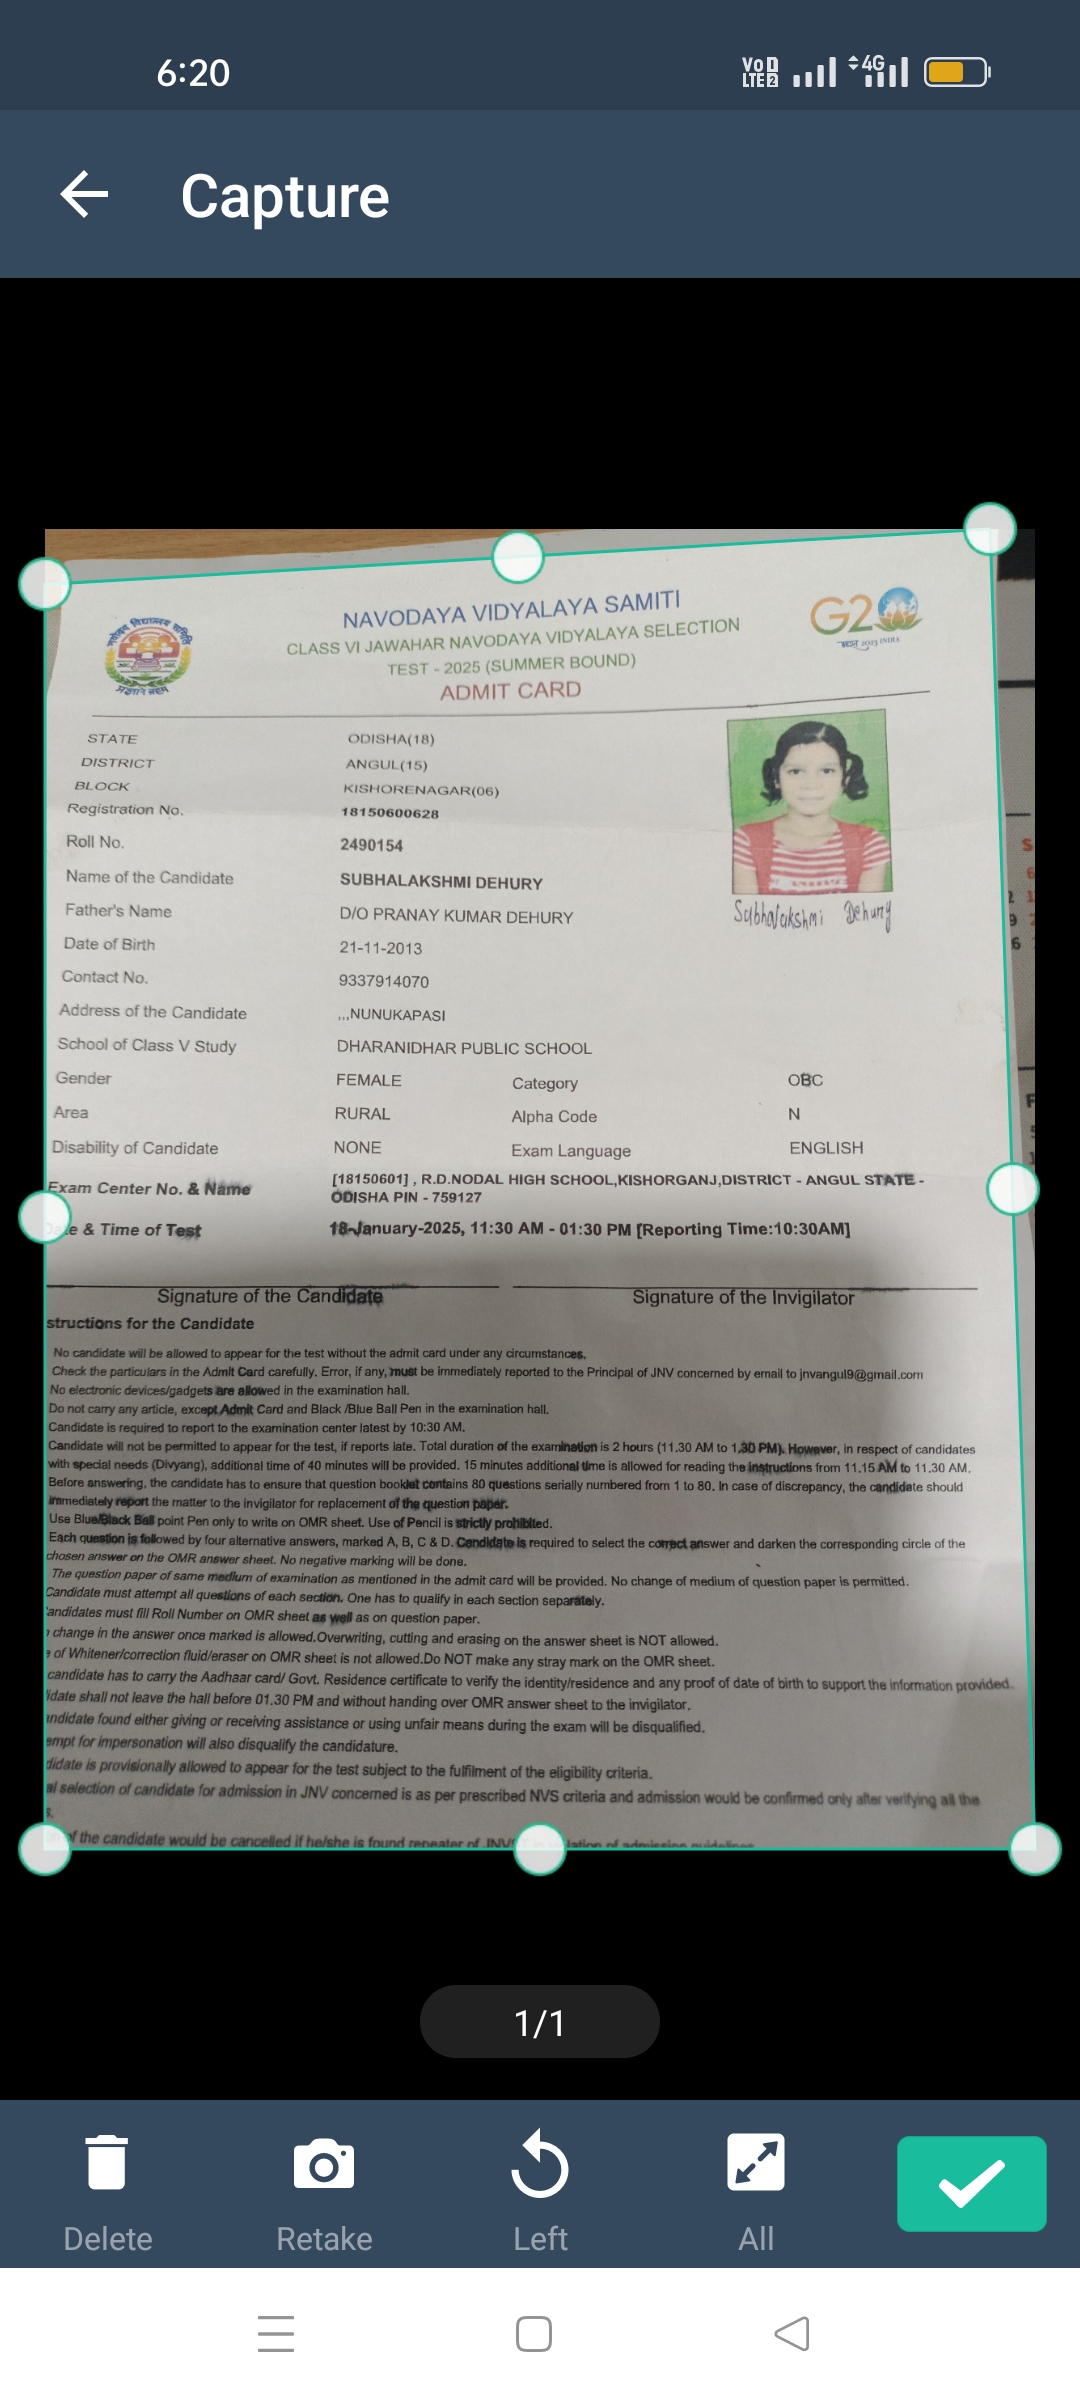 6:20
Vo 1 LTE 2 4G
Capture
NAVODAYA VIDYALAYA SAMITI
CLASS VI JAWAHAR NAVODAYA VIDYALAYA SELECTION
TEST - 2025 (SUMMER BOUND)
ADMIT CARD
G20
2023 INDIA
STATE ODISHA(18)
DISTRICT ANGUL(15)
BLOCK KISHORENAGAR(06)
Registration No. 18150600628
Roll No. 2490154
Name of the Candidate SUBHALAKSHMI DEHURY
Father's Name D/O PRANAY KUMAR DEHURY
Subhalakshmi Dehury
Date of Birth 21-11-2013
Contact No. 9337914070
Address of the Candidate ,,,NUNUKAPASI
School of Class V Study DHARANIDHAR PUBLIC SCHOOL
Gender FEMALE Category OBC
Area RURAL Alpha Code N
Disability of Candidate NONE Exam Language ENGLISH
Exam Center No. & Name [18150601] , R.D.NODAL HIGH SCHOOL,KISHORGANJ,DISTRICT - ANGUL STATE -
ODISHA PIN - 759127
te & Time of Test 18-January-2025, 11:30 AM - 01:30 PM [Reporting Time:10:30AM]
Signature of the Candidate Signature of the Invigilator
structions for the Candidate
No candidate will be allowed to appear for the test without the admit card under any circumstances.
Check the particulars in the Admit Card carefully. Error, if any, must be immediately reported to the Principal of JNV concerned by email to jnvangul9@gmail.com
No electronic devices/gadgets are allowed in the examination hall.
Do not carry any article, except Admit Card and Black /Blue Ball Pen in the examination hall.
Candidate is required to report to the examination center latest by 10:30 AM.
Candidate will not be permitted to appear for the test, if reports late. Total duration of the examination is 2 hours (11.30 AM to 1.30 PM). However, in respect of candidates
with special needs (Divyang), additional time of 40 minutes will be provided. 15 minutes additional time is allowed for reading the instructions from 11.15 AM to 11.30 AM.
Before answering, the candidate has to ensure that question booklet contains 80 questions serially numbered from 1 to 80. In case of discrepancy, the candidate should
immediately report the matter to the invigilator for replacement of the question paper.
Use Blue/Black Ball point Pen only to write on OMR sheet. Use of Pencil is strictly prohibited.
Each question is followed by four alternative answers, marked A, B, C & D. Candidate is required to select the correct answer and darken the corresponding circle of the
chosen answer on the OMR answer sheet. No negative marking will be done.
The question paper of same medium of examination as mentioned in the admit card will be provided. No change of medium of question paper is permitted.
Candidate must attempt all questions of each section. One has to qualify in each section separately.
andidates must fill Roll Number on OMR sheet as well as on question paper.
change in the answer once marked is allowed.Overwriting, cutting and erasing on the answer sheet is NOT allowed.
e of Whitener/correction fluid/eraser on OMR sheet is not allowed.Do NOT make any stray mark on the OMR sheet.
candidate has to carry the Aadhaar card/ Govt. Residence certificate to verify the identity/residence and any proof of date of birth to support the information provided.
idate shall not leave the hall before 01.30 PM and without handing over OMR answer sheet to the invigilator.
andidate found either giving or receiving assistance or using unfair means during the exam will be disqualified.
empt for impersonation will also disqualify the candidature.
didate is provisionally allowed to appear for the test subject to the fulfilment of the eligibility criteria.
al selection of candidate for admission in JNV concerned is as per prescribed NVS criteria and admission would be confirmed only after verifying all the
s.
of the candidate would be cancelled if he/she is found repeater of lation of admission guidelines
1/1
Delete Retake Left All